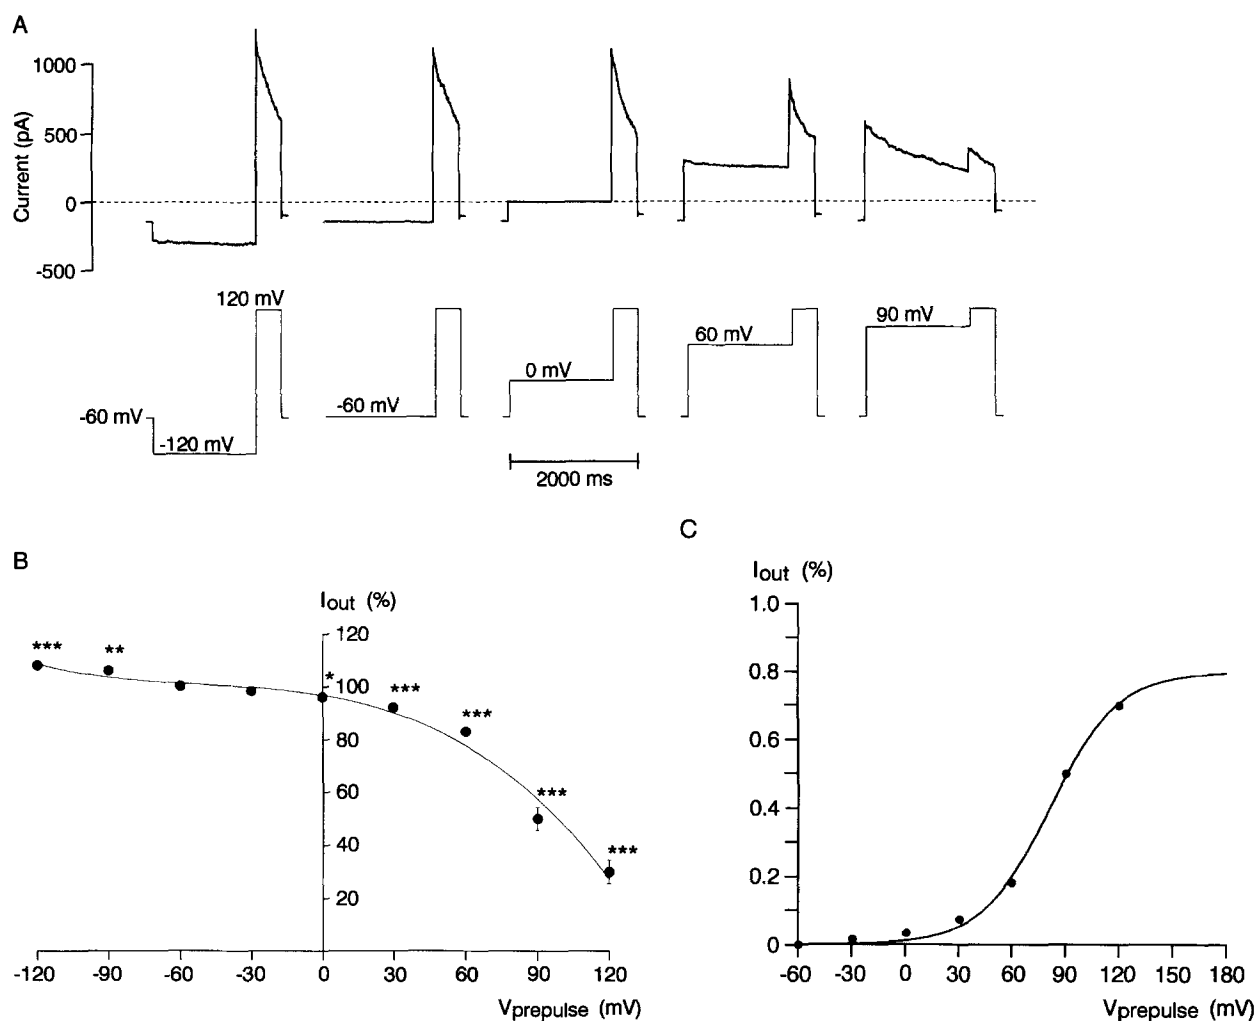 A
1000
500
0
-500
Current (pA)
120 mV
-60 mV
-120 mV
-60 mV
0 mV
60 mV
90 mV
2000 ms
B
Iout (%)
120
100
80
60
40
20
*** ** * *** *** *** ***
-120 -90 -60 -30 0 30 60 90 120
Vprepulse (mV)
C
Iout (%)
1.0
0.8
0.6
0.4
0.2
0
-60 -30 0 30 60 90 120 150 180
Vprepulse (mV)